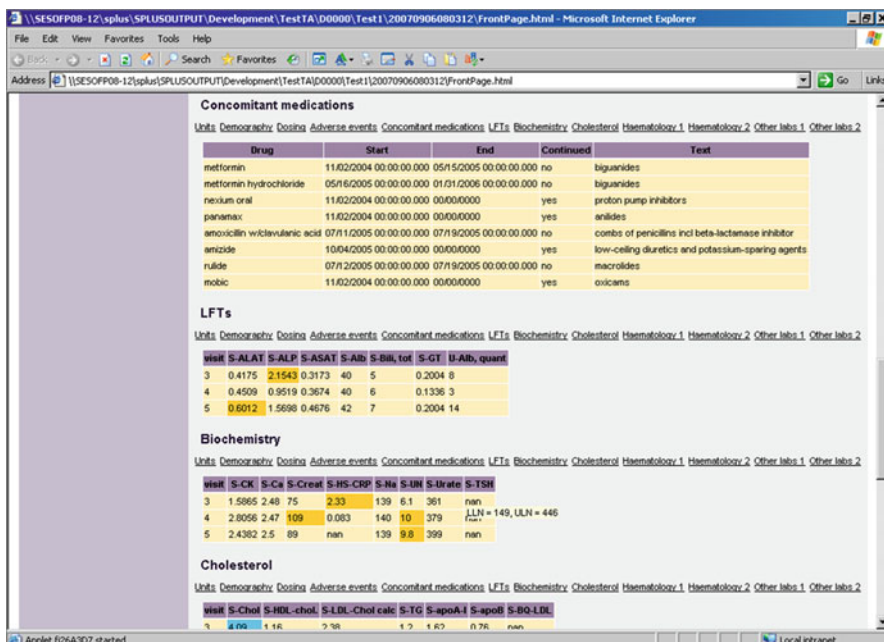 \\SESOFP08-12\splus\SPLUSOUTPUT\Development\TestTA\D0000\Test1\20070906080312\FrontPage.html - Microsoft Internet Explorer
File Edit View Favorites Tools Help
Back Search Favorites
Address \\SESOFP08-12\splus\SPLUSOUTPUT\Development\TestTA\D0000\Test1\20070906080312\FrontPage.html Go Links
Concomitant medications
Units Demography Dosing Adverse events Concomitant medications LFTs Biochemistry Cholesterol Haematology 1 Haematology 2 Other labs 1 Other labs 2
Drug Start End Continued Text
metformin 11/02/2004 00:00:00.000 05/15/2005 00:00:00.000 no biguanides
metformin hydrochloride 05/16/2005 00:00:00.000 01/31/2006 00:00:00.000 no biguanides
nexium oral 11/02/2004 00:00:00.000 00/00/0000 yes proton pump inhibitors
panamax 11/02/2004 00:00:00.000 00/00/0000 yes anilides
amoxicillin w/clavulanic acid 07/11/2005 00:00:00.000 07/19/2005 00:00:00.000 no combs of penicillins incl beta-lactamase inhibitor
amizide 10/04/2005 00:00:00.000 00/00/0000 yes low-ceiling diuretics and potassium-sparing agents
rulide 07/12/2005 00:00:00.000 07/19/2005 00:00:00.000 no macrolides
mobic 11/02/2004 00:00:00.000 00/00/0000 yes oxicams
LFTs
Units Demography Dosing Adverse events Concomitant medications LFTs Biochemistry Cholesterol Haematology 1 Haematology 2 Other labs 1 Other labs 2
visit S-ALAT S-ALP S-ASAT S-Alb S-Bili, tot S-GT U-Alb, quant
3 0.4175 2.1543 0.3173 40 5 0.2004 8
4 0.4509 0.9519 0.3674 40 6 0.1336 3
5 0.6012 1.5698 0.4676 42 7 0.2004 14
Biochemistry
Units Demography Dosing Adverse events Concomitant medications LFTs Biochemistry Cholesterol Haematology 1 Haematology 2 Other labs 1 Other labs 2
visit S-CK S-Ca S-Creat S-HS-CRP S-Na S-UN S-Urate S-TSH
3 1.5865 2.48 75 2.33 139 6.1 361 nan
4 2.8056 2.47 109 0.083 140 10 379 LLN = 149, ULN = 446
5 2.4382 2.5 89 nan 139 9.8 399 nan
Cholesterol
Units Demography Dosing Adverse events Concomitant medications LFTs Biochemistry Cholesterol Haematology 1 Haematology 2 Other labs 1 Other labs 2
visit S-Chol S-HDL-chol. S-LDL-Chol calc S-TG S-apoA-I S-apoB S-BQ-LDL
3 4.09 1.16 2.38 1.2 1.62 0.76 nan
Applet fi26A3D7 started Local intranet